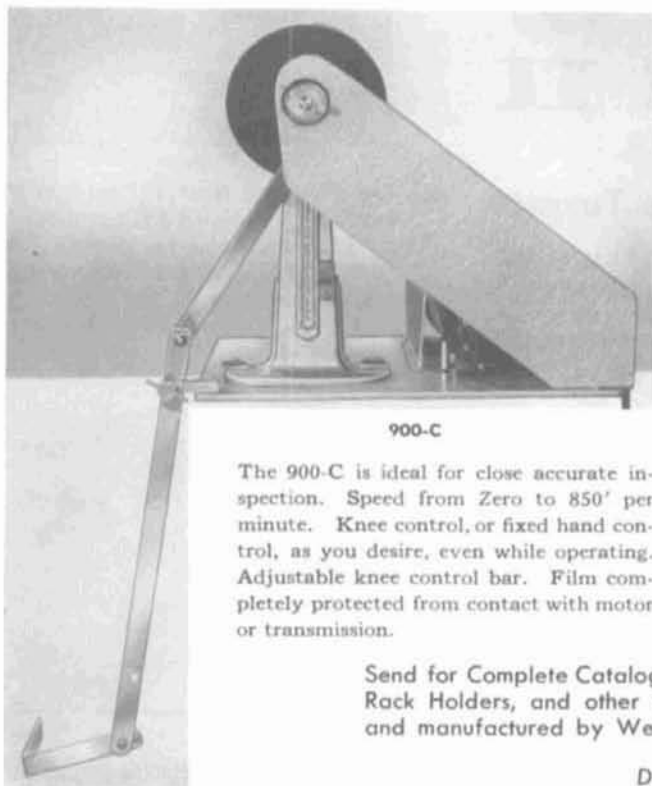 900-C
The 900-C is ideal for close accurate in-
spection. Speed from Zero to 850' per
minute. Knee control, or fixed hand con-
trol, as you desire, even while operating.
Adjustable knee control bar. Film com-
pletely protected from contact with motor
or transmission.
Send for Complete Catalog
Rack Holders, and other
and manufactured by We
D